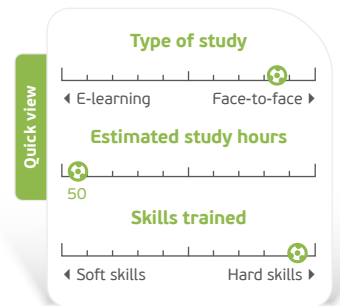 Quick view
Type of study
E-learning Face-to-face
Estimated study hours
50
Skills trained
Soft skills Hard skills